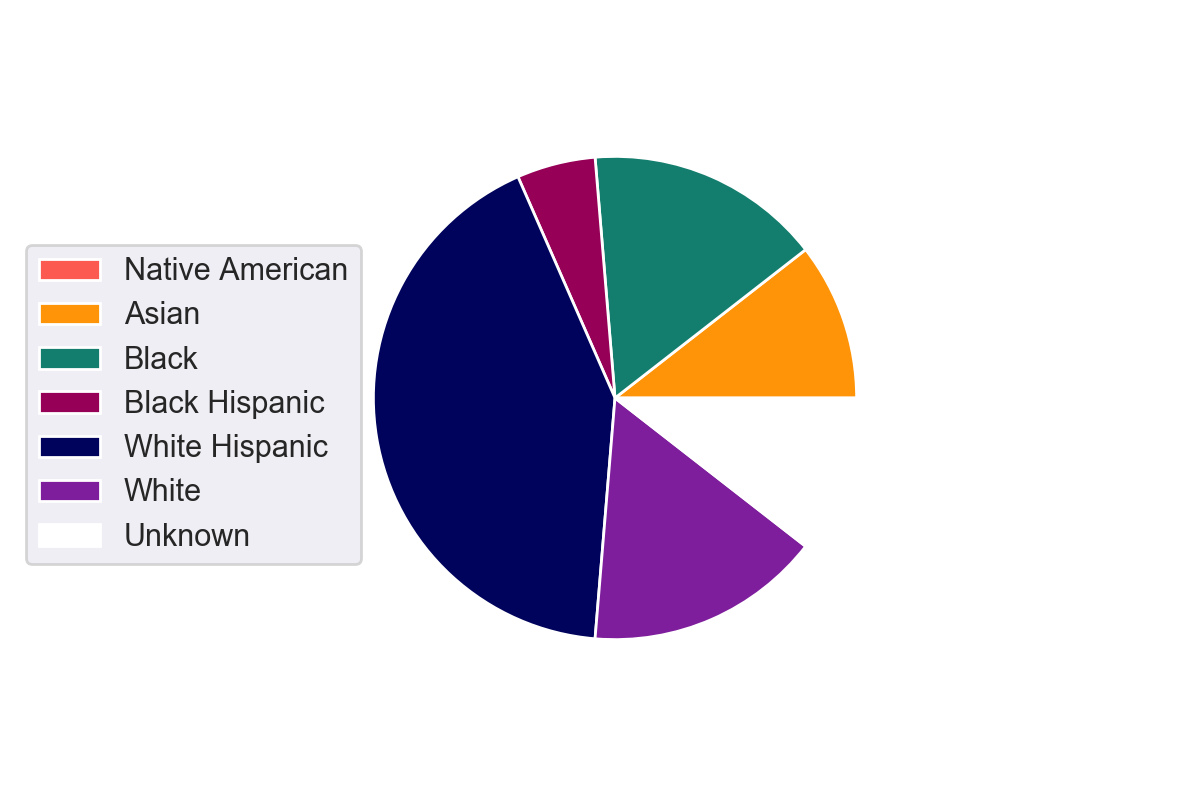 Native American
Asian
Black
Black Hispanic
White Hispanic
White
Unknown